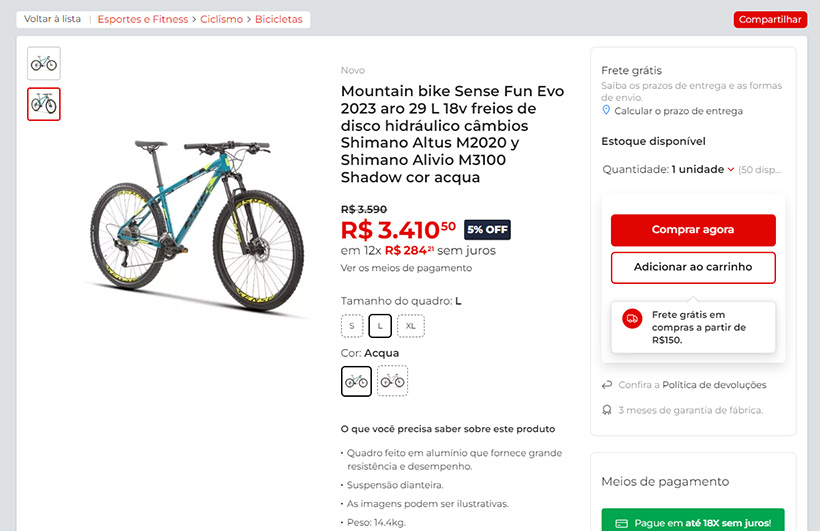 Voltar à lista | Esportes e Fitness > Ciclismo > Bicicletas
Compartilhar
Novo
Mountain bike Sense Fun Evo
2023 aro 29 L 18v freios de
disco hidráulico câmbios
Shimano Altus M2020 y
Shimano Alivio M3100
Shadow cor acqua
R$ 3.590
R$ 3.410 50 5% OFF
em 12x R$ 284 21 sem juros
Ver os meios de pagamento
Tamanho do quadro: L
S L XL
Cor: Acqua
O que você precisa saber sobre este produto
• Quadro feito em alumínio que fornece grande
resistência e desempenho.
• Suspensão dianteira.
• As imagens podem ser ilustrativas.
• Peso: 14.4kg.
Frete grátis
Saiba os prazos de entrega e as formas
de envio.
Calcular o prazo de entrega
Estoque disponível
Quantidade: 1 unidade (50 disp...
Comprar agora
Adicionar ao carrinho
Frete grátis em
compras a partir de
R$150.
Confira a Política de devoluções
3 meses de garantia de fábrica.
Meios de pagamento
Pague em até 18X sem juros!
SENSE